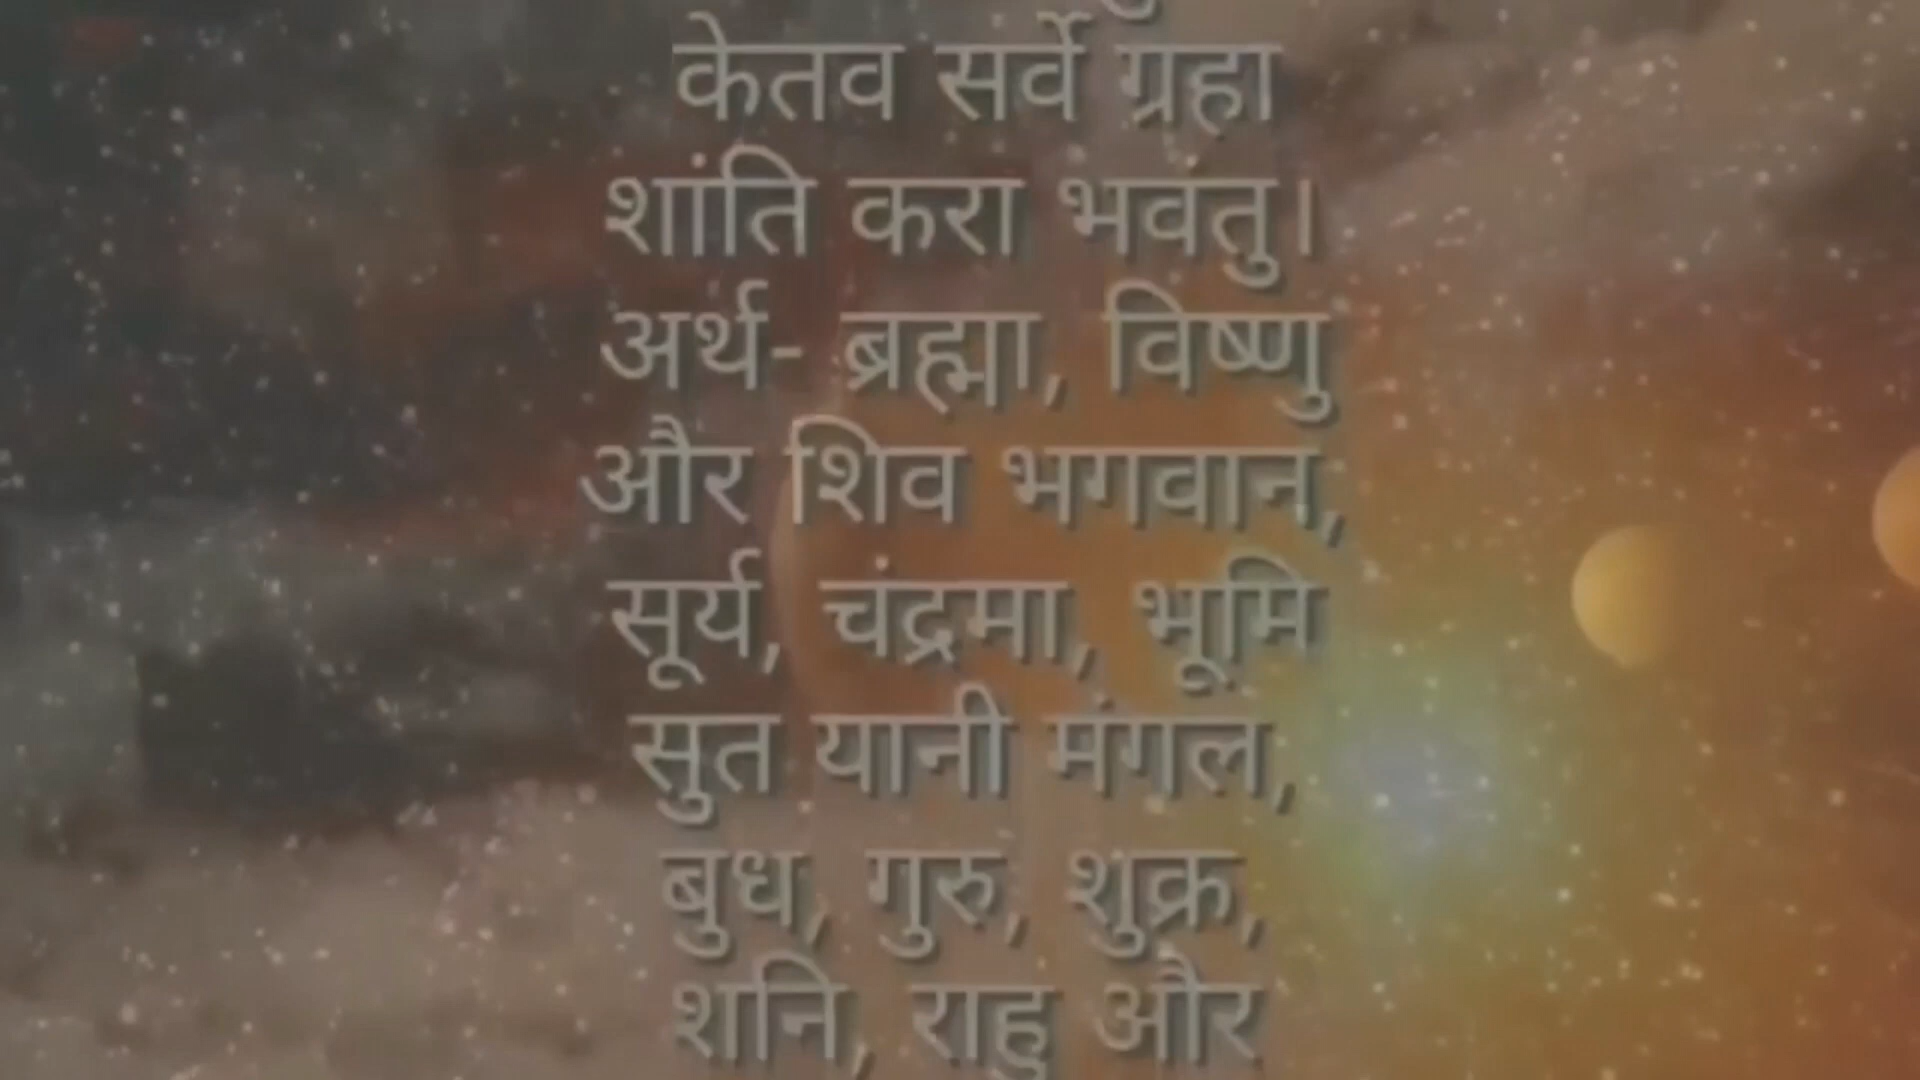 केतव सर्वे ग्रहा
शांति करा भवंतु।
अर्थ- ब्रह्मा, विष्णु
और शिव भगवान,
सूर्य, चंद्रमा, भूमि
सुत यानी मंगल,
बुध, गुरु, शुक्र,
शनि, राहु और